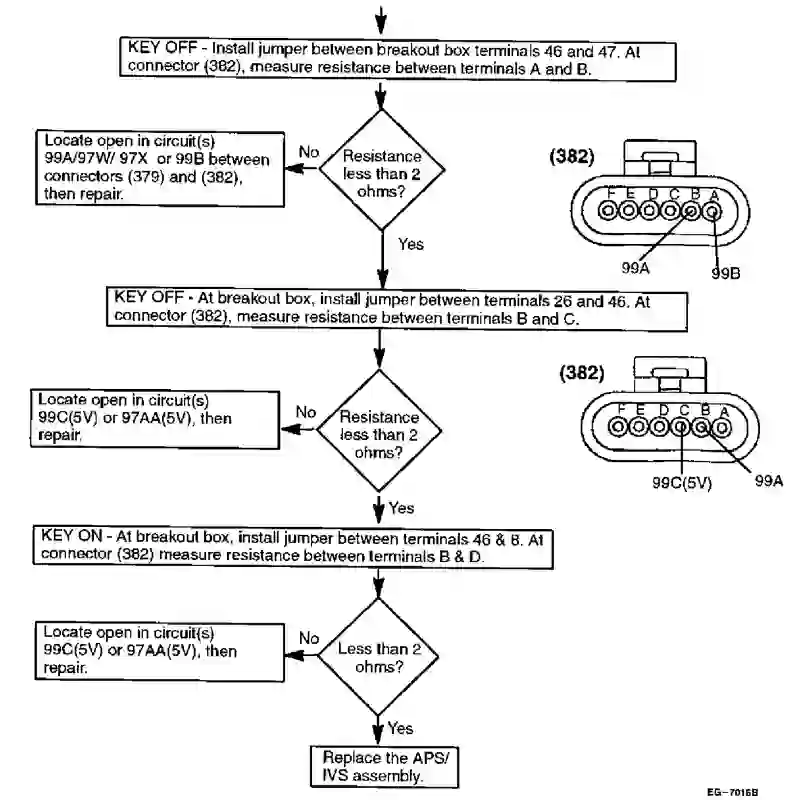 KEY OFF - Install jumper between breakout box terminals 46 and 47. At
connector (382), measure resistance between terminals A and B.
Locate open in circuit(s)
99A/97W/ 97X or 99B between
connectors (379) and (382),
then repair.
No
Resistance
less than 2
ohms?
Yes
(382)
F E D C B A
99A
99B
KEY OFF - At breakout box, install jumper between terminals 26 and 46. At
connector (382), measure resistance between terminals B and C.
Locate open in circuit(s)
99C(5V) or 97AA(5V), then
repair.
No
Resistance
less than 2
ohms?
Yes
(382)
F E D C B A
99C(5V)
99A
KEY ON - At breakout box, install jumper between terminals 46 & 8. At
connector (382) measure resistance between terminals B & D.
Locate open in circuit(s)
99C(5V) or 97AA(5V), then
repair.
No
Less than 2
ohms?
Yes
Replace the APS/
IVS assembly.
EG-7016B